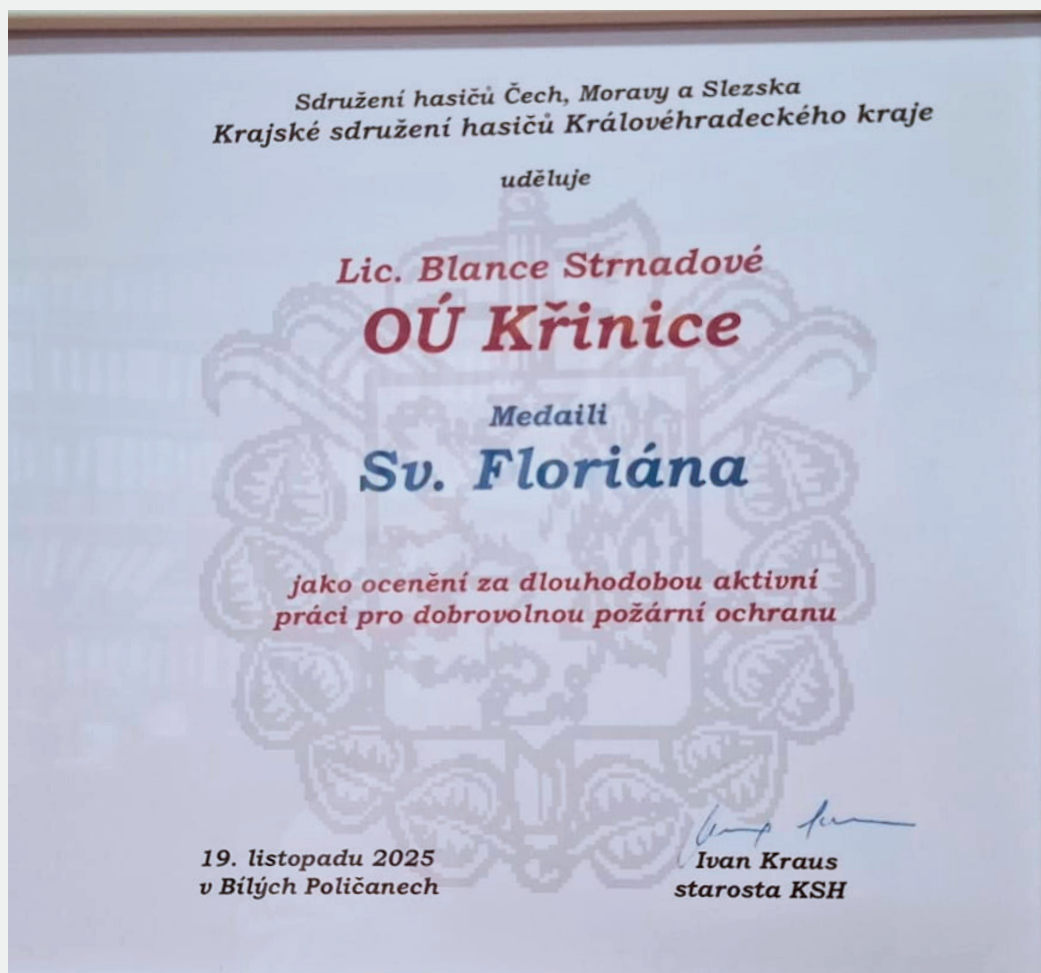 Sdružení hasičů Čech, Moravy a Slezska
Krajské sdružení hasičů Královéhradeckého kraje
uděluje
Lic. Blance Strnadové
OÚ Křinice
Medaili
Sv. Floriána
jako ocenění za dlouhodobou aktivní
práci pro dobrovolnou požární ochranu
19. listopadu 2025
v Bílých Poličanech
Ivan Kraus
starosta KSH